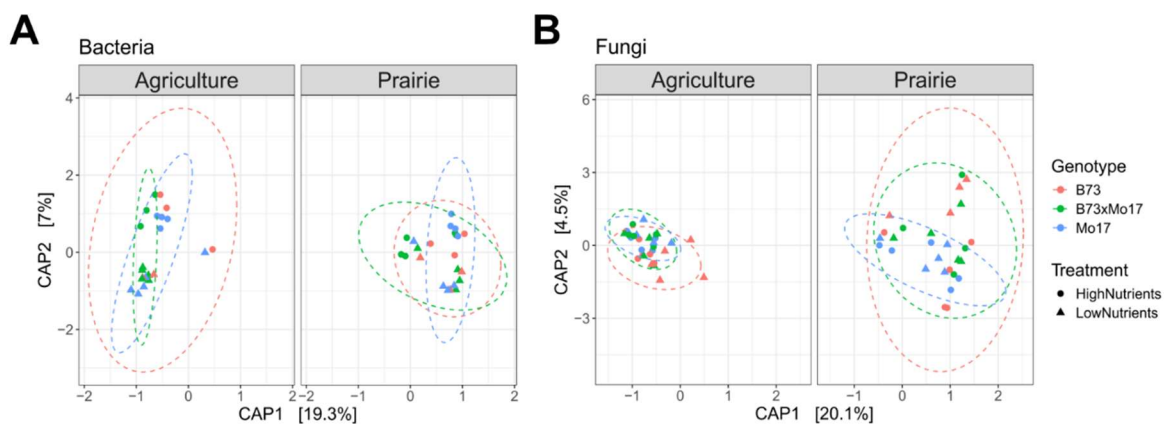 A
Bacteria
Agriculture
Prairie
CAP2 [7%]
4
2
0
−2
−2
−1
0
1
2
−2
−1
0
1
2
CAP1 [19.3%]
B
Fungi
Agriculture
Prairie
CAP2 [4.5%]
6
3
0
−3
−1
0
1
2
−1
0
1
2
CAP1 [20.1%]
Genotype
B73
B73xMo17
Mo17
Treatment
HighNutrients
LowNutrients